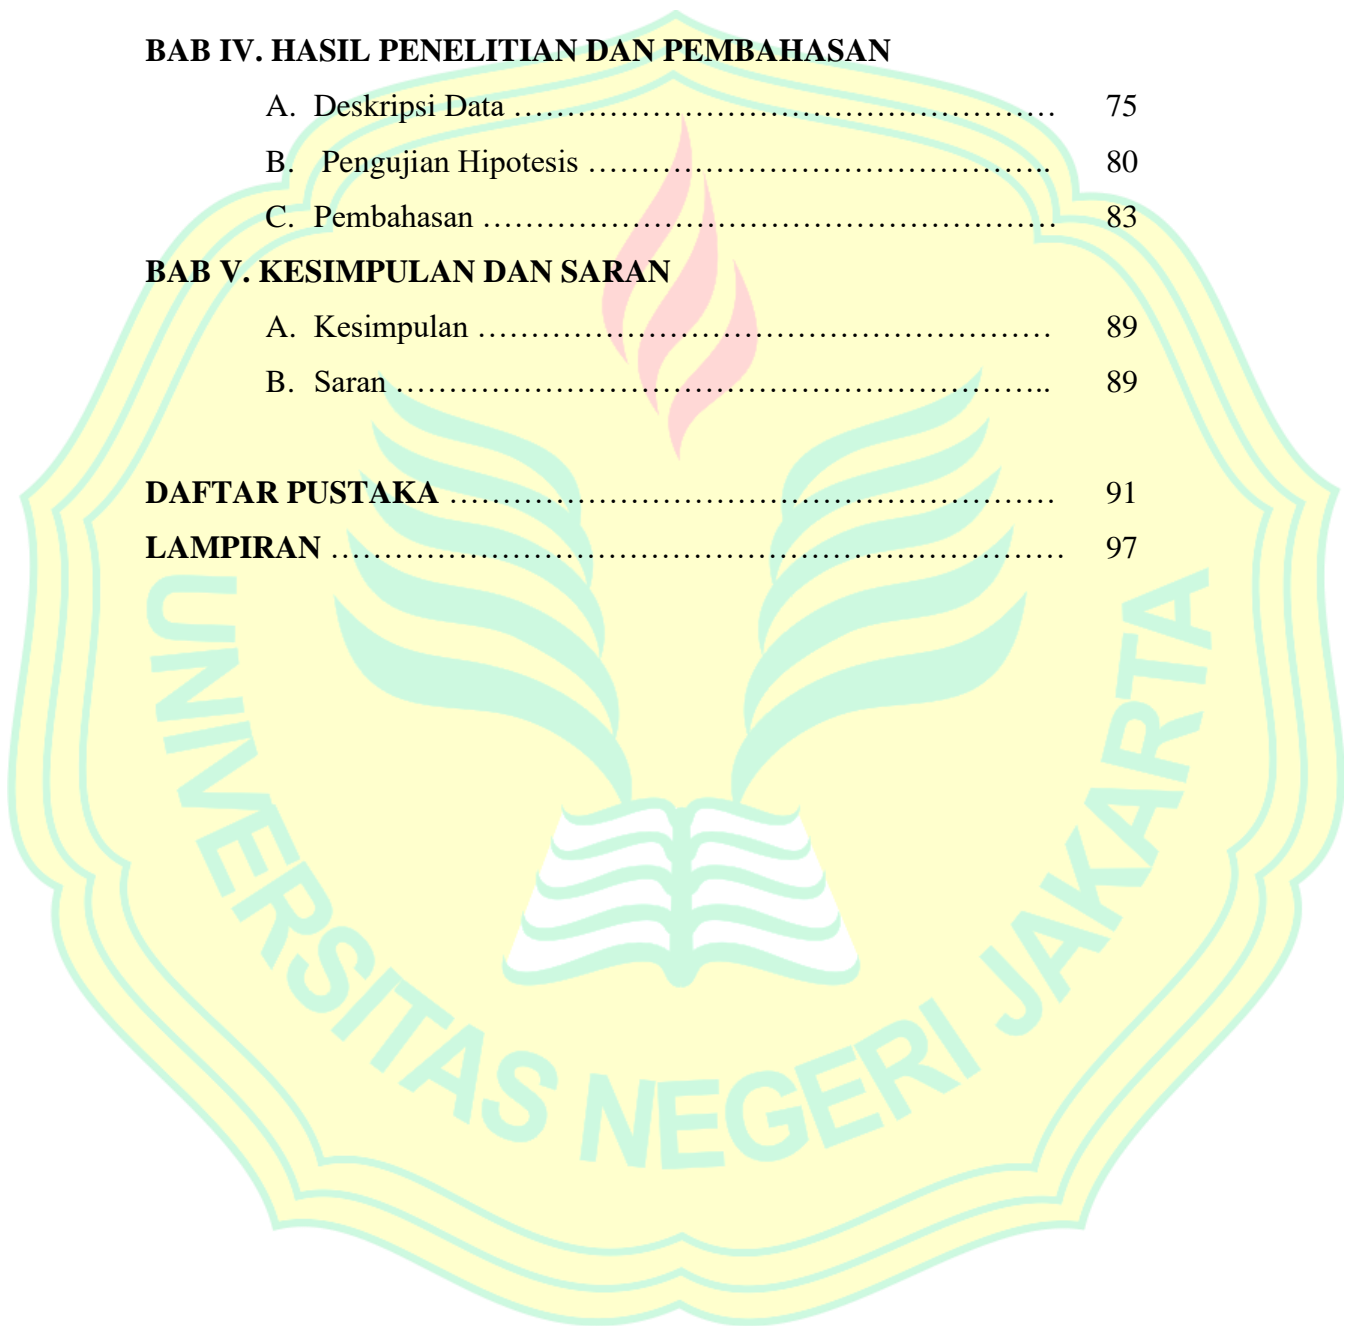 BAB IV. HASIL PENELITIAN DAN PEMBAHASAN
A. Deskripsi Data …………………………………………… 75
B. Pengujian Hipotesis …………………………………….. 80
C. Pembahasan ……………………………………………… 83
BAB V. KESIMPULAN DAN SARAN
A. Kesimpulan ……………………………………………… 89
B. Saran …………………………………………………….. 89
DAFTAR PUSTAKA ………………………………………………… 91
LAMPIRAN …………………………………………………………… 97
UNIVERSITAS NEGERI JAKARTA